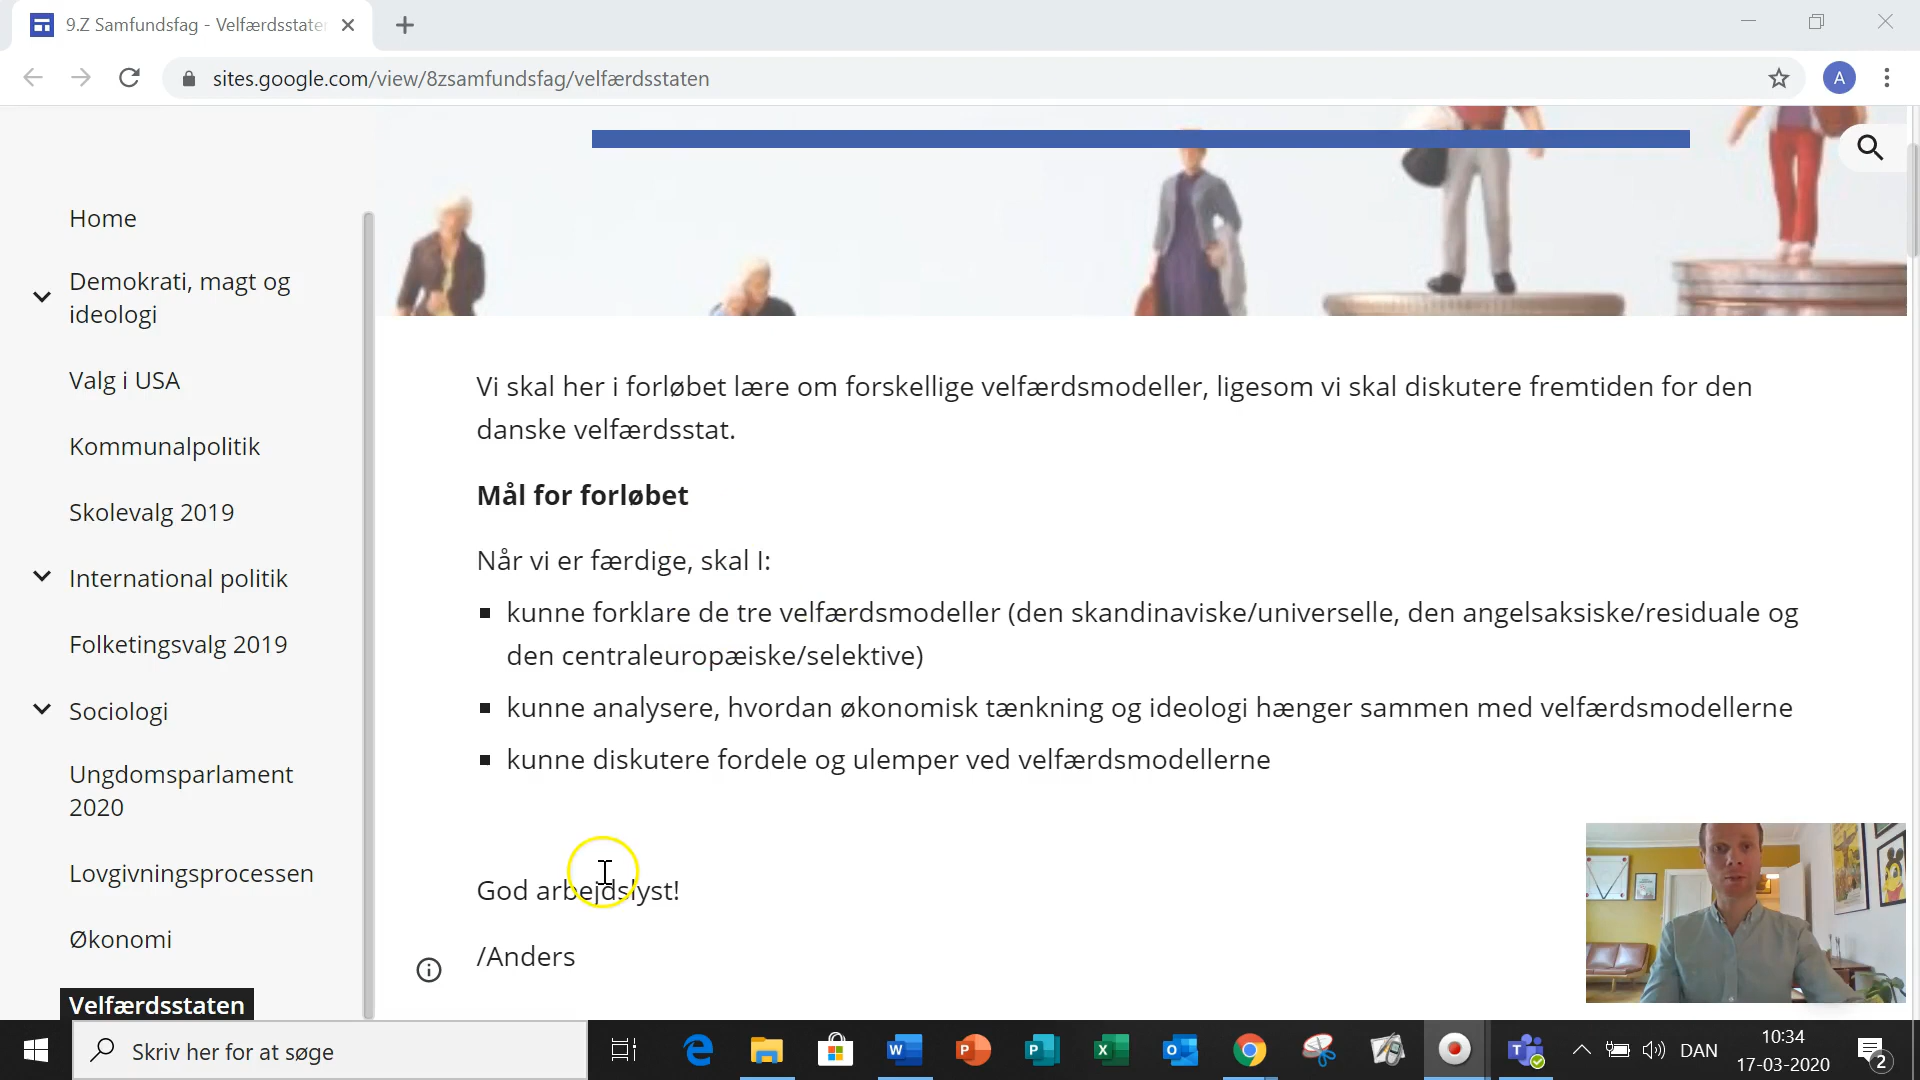 9.Z Samfundsfag - Velfærdsstaten
sites.google.com/view/8zsamfundsfag/velfærdsstaten
A
Home
Demokrati, magt og
ideologi
Valg i USA
Kommunalpolitik
Skolevalg 2019
International politik
Folketingsvalg 2019
Sociologi
Ungdomsparlament
2020
Lovgivningsprocessen
Økonomi
Velfærdsstaten
Vi skal her i forløbet lære om forskellige velfærdsmodeller, ligesom vi skal diskutere fremtiden for den
danske velfærdsstat.
Mål for forløbet
Når vi er færdige, skal I:
kunne forklare de tre velfærdsmodeller (den skandinaviske/universelle, den angelsaksiske/residuale og
den centraleuropæiske/selektive)
kunne analysere, hvordan økonomisk tænkning og ideologi hænger sammen med velfærdsmodellerne
kunne diskutere fordele og ulemper ved velfærdsmodellerne
God arbejdslyst!
/Anders
Skriv her for at søge
DAN
10:34
17-03-2020
2